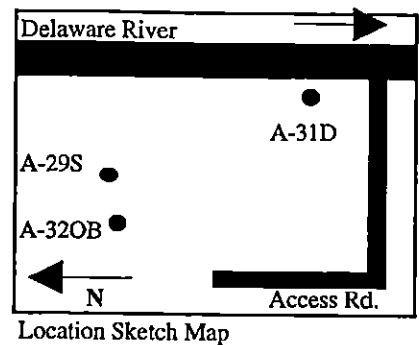 Delaware River
A-31D
A-29S
A-32OB
N
Access Rd.
Location Sketch Map